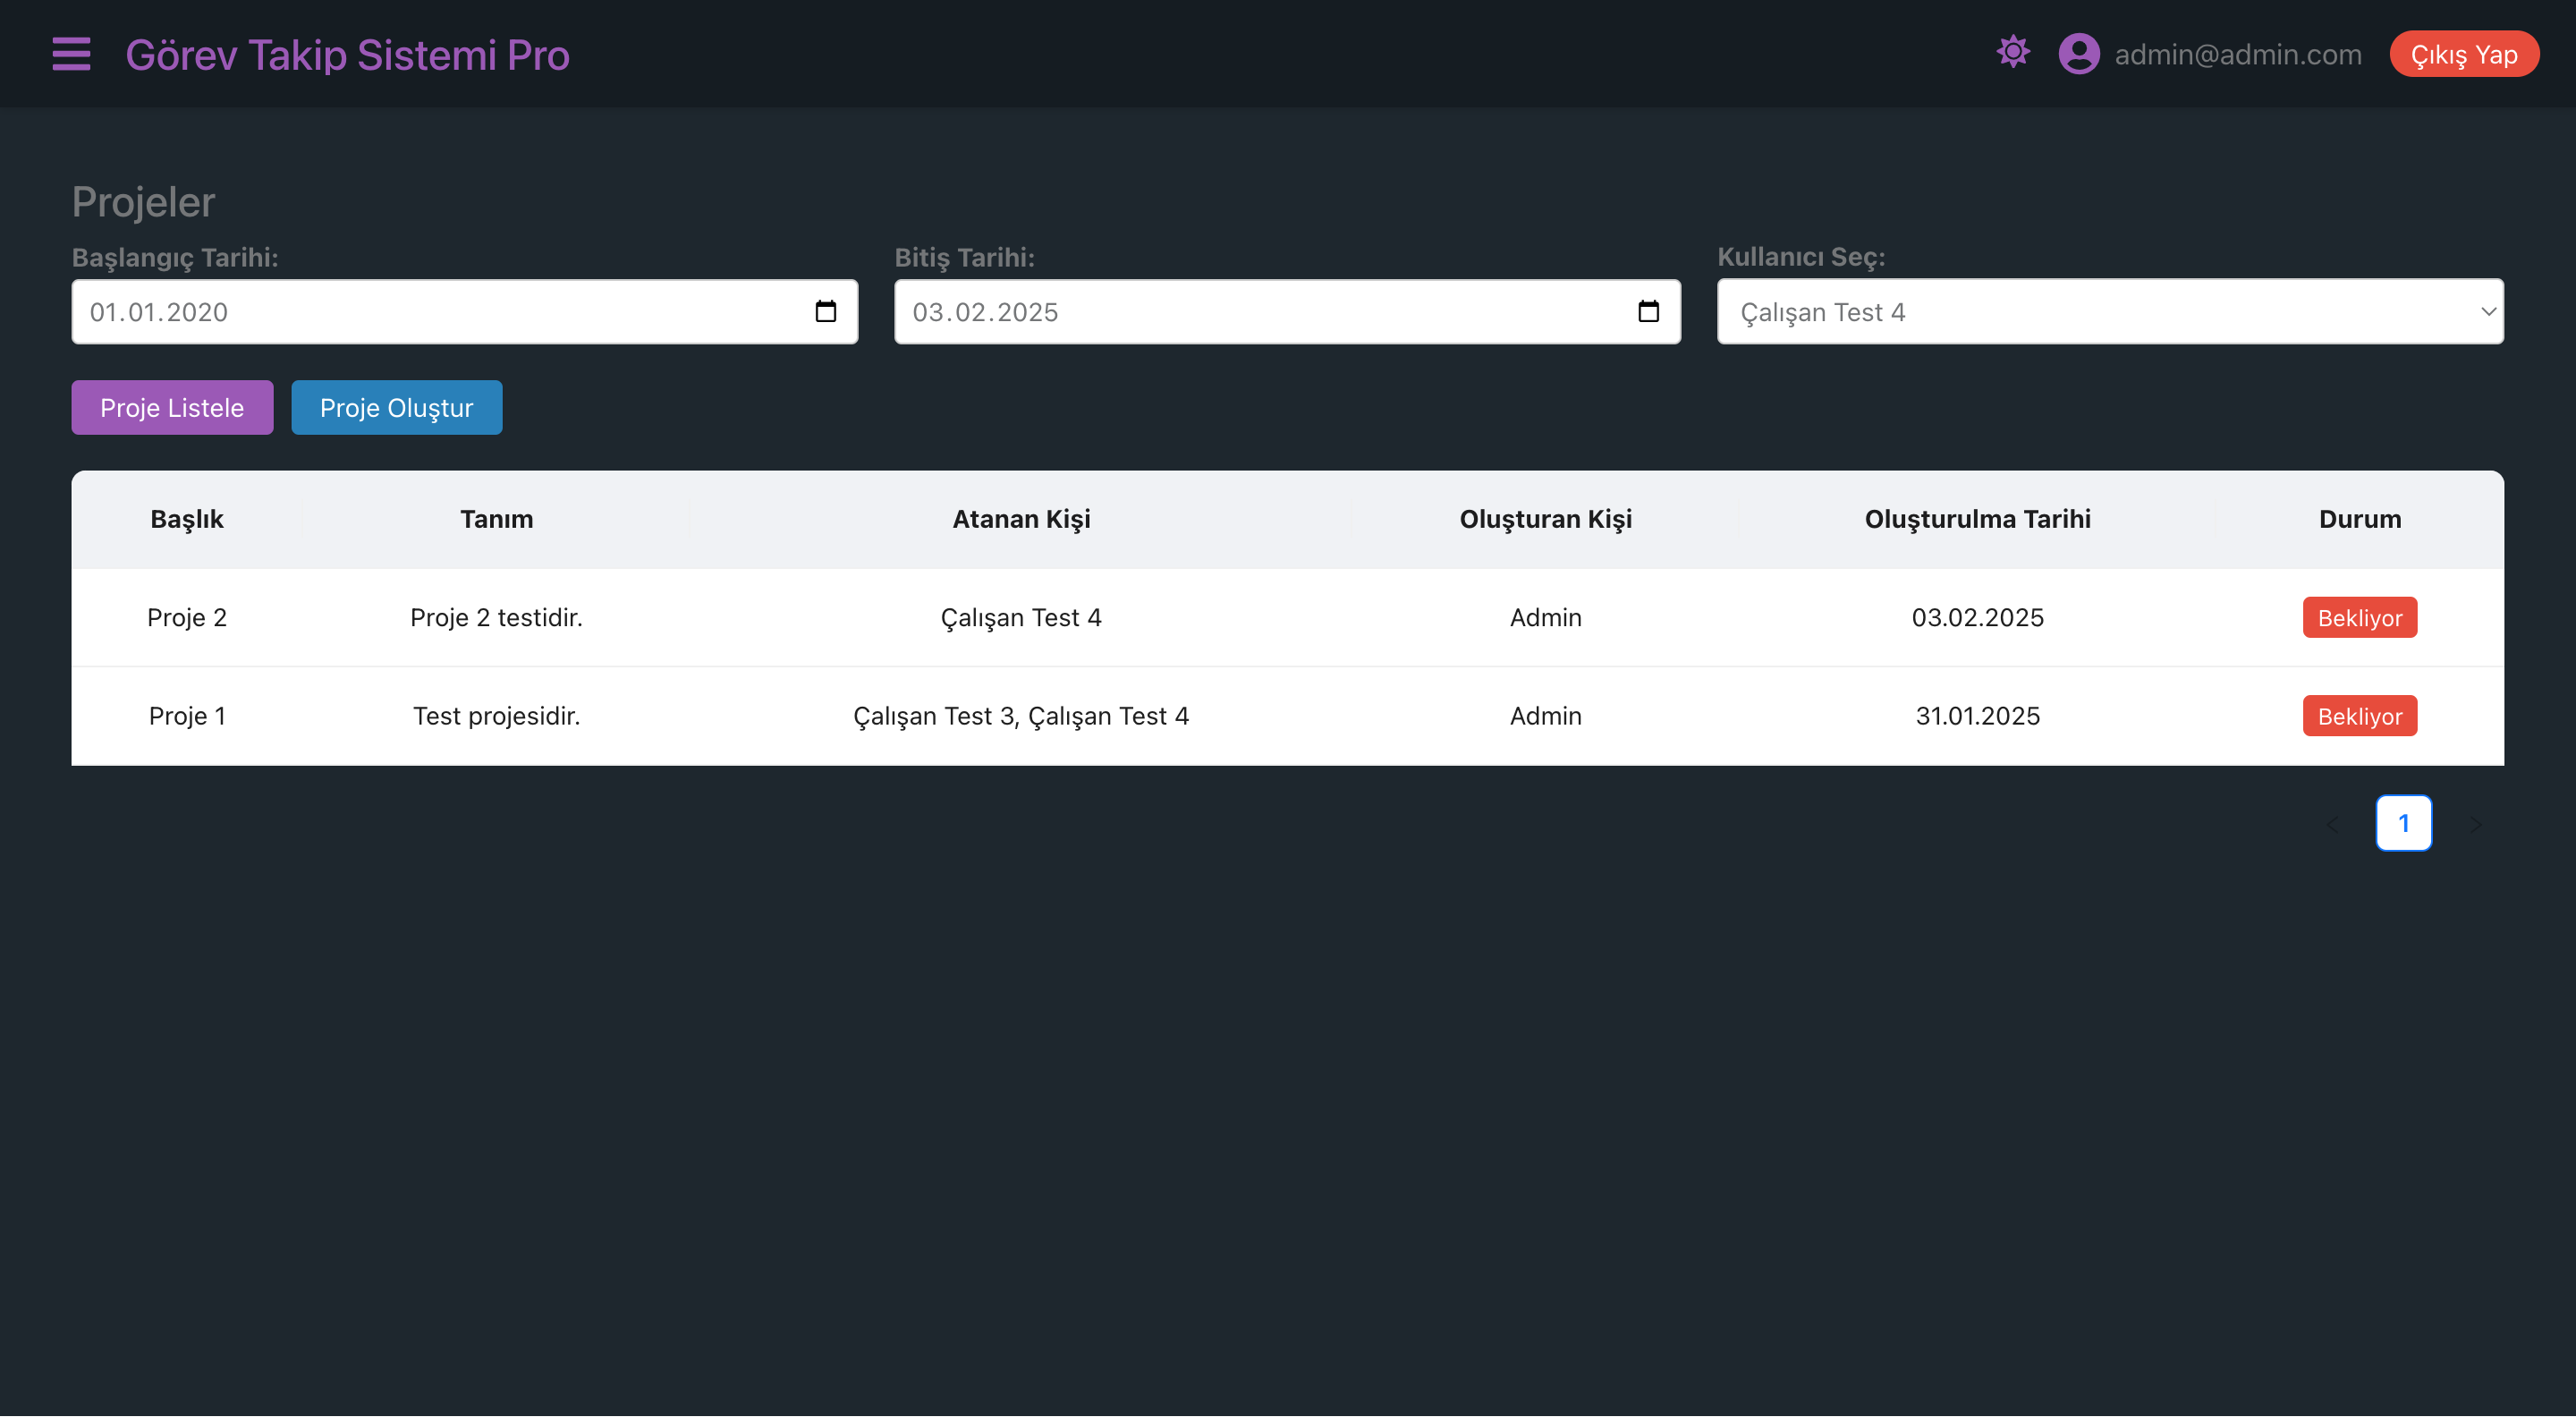 Görev Takip Sistemi Pro
admin@admin.com
Çıkış Yap
Projeler
Başlangıç Tarihi:
Bitiş Tarihi:
Kullanıcı Seç:
01.01.2020
03.02.2025
Çalışan Test 4
Proje Listele
Proje Oluştur
Başlık Tanım Atanan Kişi Oluşturan Kişi Oluşturulma Tarihi Durum
Proje 2 Proje 2 testidir. Çalışan Test 4 Admin 03.02.2025 Bekliyor
Proje 1 Test projesidir. Çalışan Test 3, Çalışan Test 4 Admin 31.01.2025 Bekliyor
1